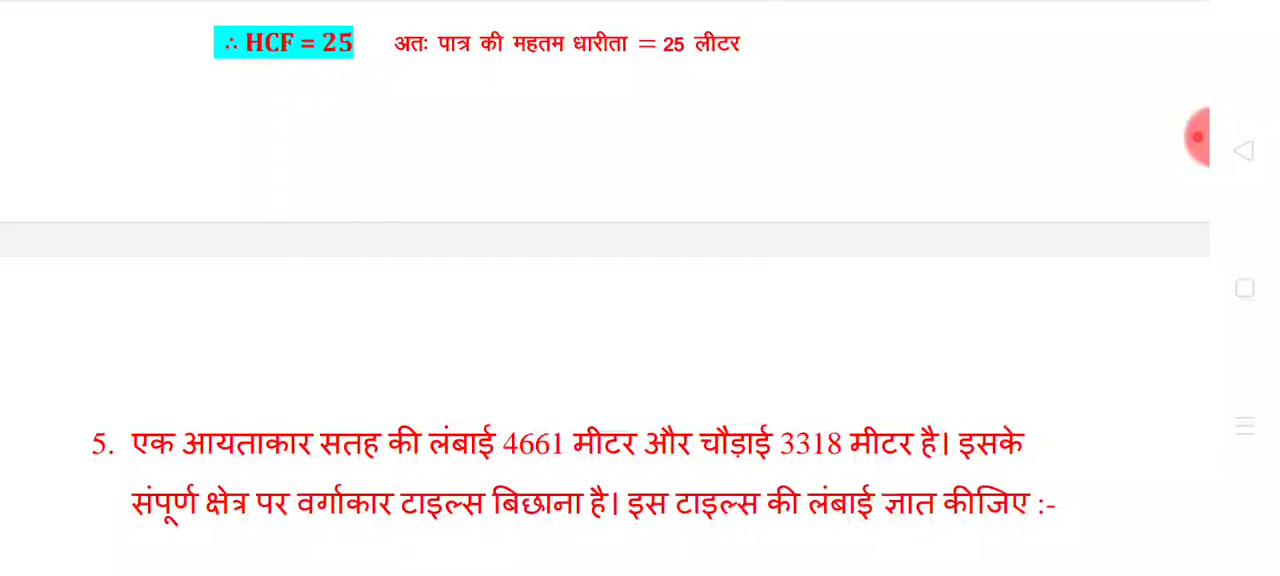 ∴ HCF = 25 अतः पात्र की महतम धारीता = 25 लीटर
5. एक आयताकार सतह की लंबाई 4661 मीटर और चौड़ाई 3318 मीटर है। इसके
संपूर्ण क्षेत्र पर वर्गाकार टाइल्स बिछाना है। इस टाइल्स की लंबाई ज्ञात कीजिए :-